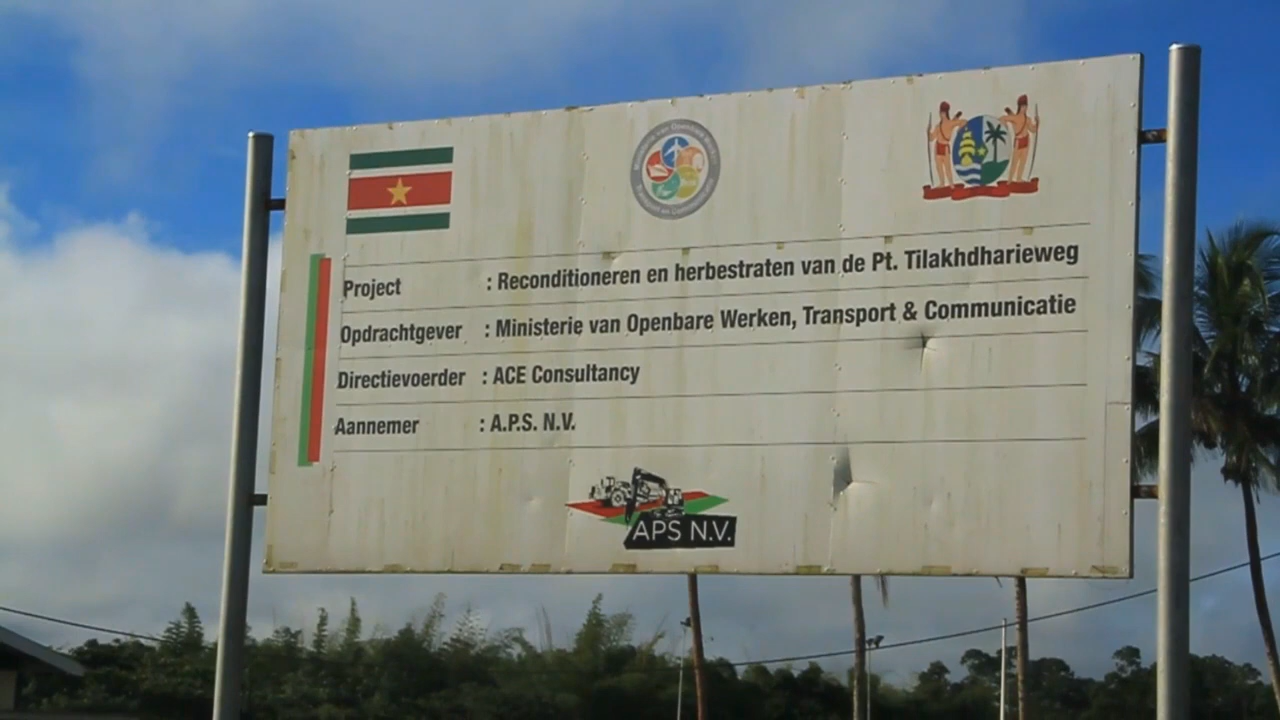 Project : Reconditioneren en herbestraten van de Pt. Tilakhdharieweg
Opdrachtgever : Ministerie van Openbare Werken, Transport & Communicatie
Directievoerder : ACE Consultancy
Aannemer : A.P.S. N.V.
APS N.V.